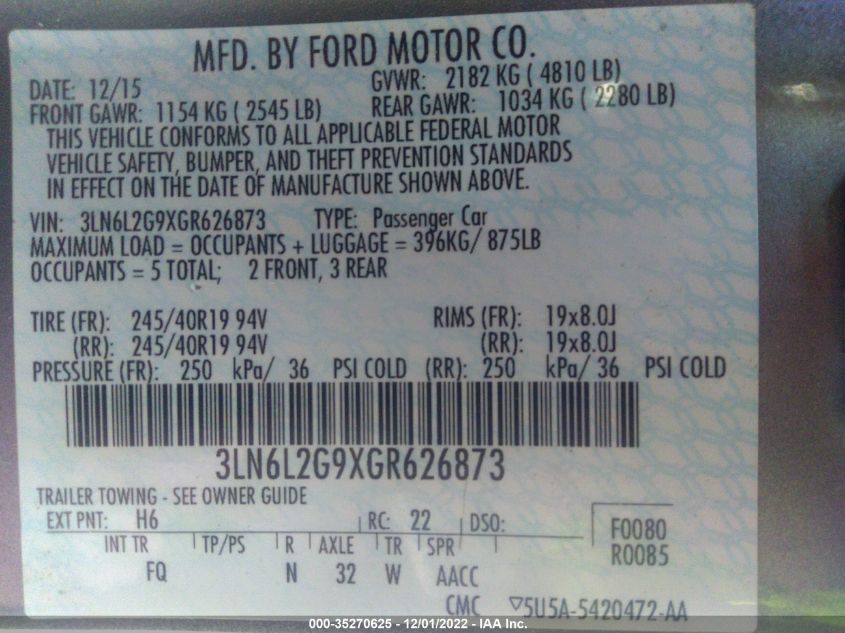 MFD. BY FORD MOTOR CO.
DATE: 12/15 GVWR: 2182 KG ( 4810 LB)
FRONT GAWR: 1154 KG ( 2545 LB) REAR GAWR: 1034 KG ( 2280 LB)
THIS VEHICLE CONFORMS TO ALL APPLICABLE FEDERAL MOTOR
VEHICLE SAFETY, BUMPER, AND THEFT PREVENTION STANDARDS
IN EFFECT ON THE DATE OF MANUFACTURE SHOWN ABOVE.
VIN: 3LN6L2G9XGR626873 TYPE: Passenger Car
MAXIMUM LOAD = OCCUPANTS + LUGGAGE = 396KG/ 875LB
OCCUPANTS = 5 TOTAL; 2 FRONT, 3 REAR
TIRE (FR): 245/40R19 94V RIMS (FR): 19x8.0J
(RR): 245/40R19 94V (RR): 19x8.0J
PRESSURE (FR): 250 kPa/ 36 PSI COLD (RR): 250 kPa/ 36 PSI COLD
3LN6L2G9XGR626873
TRAILER TOWING - SEE OWNER GUIDE
EXT PNT: H6 RC: 22 DSO: F0080
INT TR TP/PS R AXLE TR SPR R0085
FQ N 32 W AACC
CMC ▽5U5A-5420472-AA
000-35270625 - 12/01/2022 - IAA Inc.